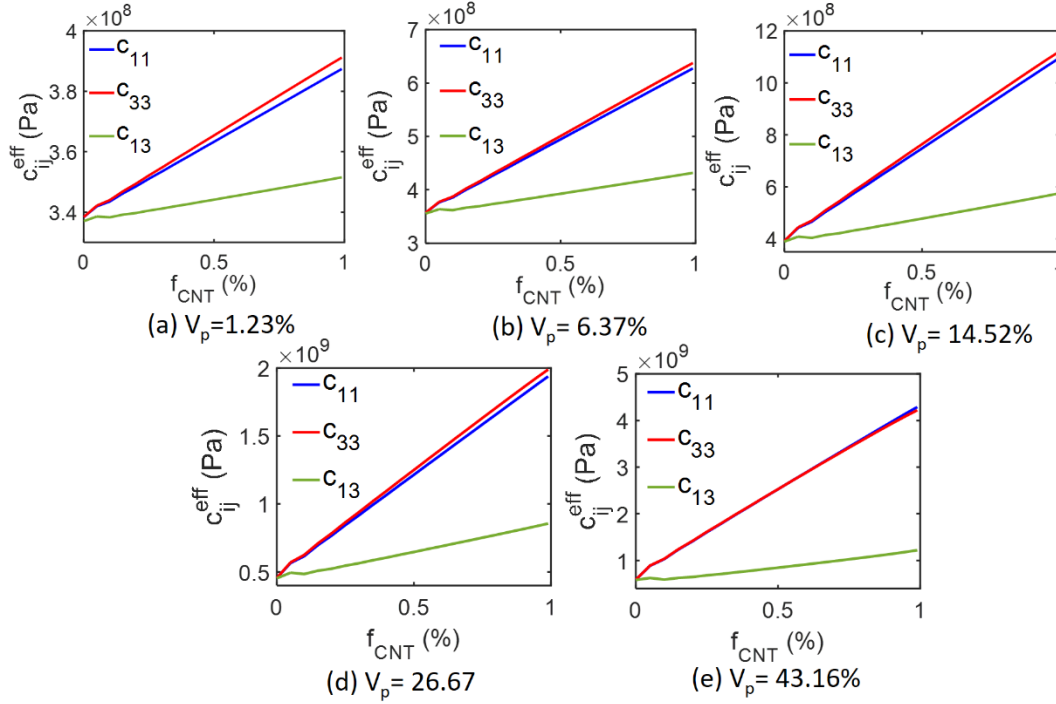 ×10⁸
4
3.8
3.6
3.4
c_ij^eff (Pa)
c₁₁
c₃₃
c₁₃
0 0.5 1
f_CNT (%)
(a) V_p=1.23%
×10⁸
7
6
5
4
3
c_ij^eff (Pa)
c₁₁
c₃₃
c₁₃
0 0.5 1
f_CNT (%)
(b) V_p= 6.37%
×10⁸
12
10
8
6
4
c_ij^eff (Pa)
c₁₁
c₃₃
c₁₃
0 0.5 1
f_CNT (%)
(c) V_p= 14.52%
×10⁹
2
1.5
1
0.5
c_ij^eff (Pa)
c₁₁
c₃₃
c₁₃
0 0.5 1
f_CNT (%)
(d) V_p= 26.67
×10⁹
5
4
3
2
1
c_ij^eff (Pa)
c₁₁
c₃₃
c₁₃
0 0.5 1
f_CNT (%)
(e) V_p= 43.16%